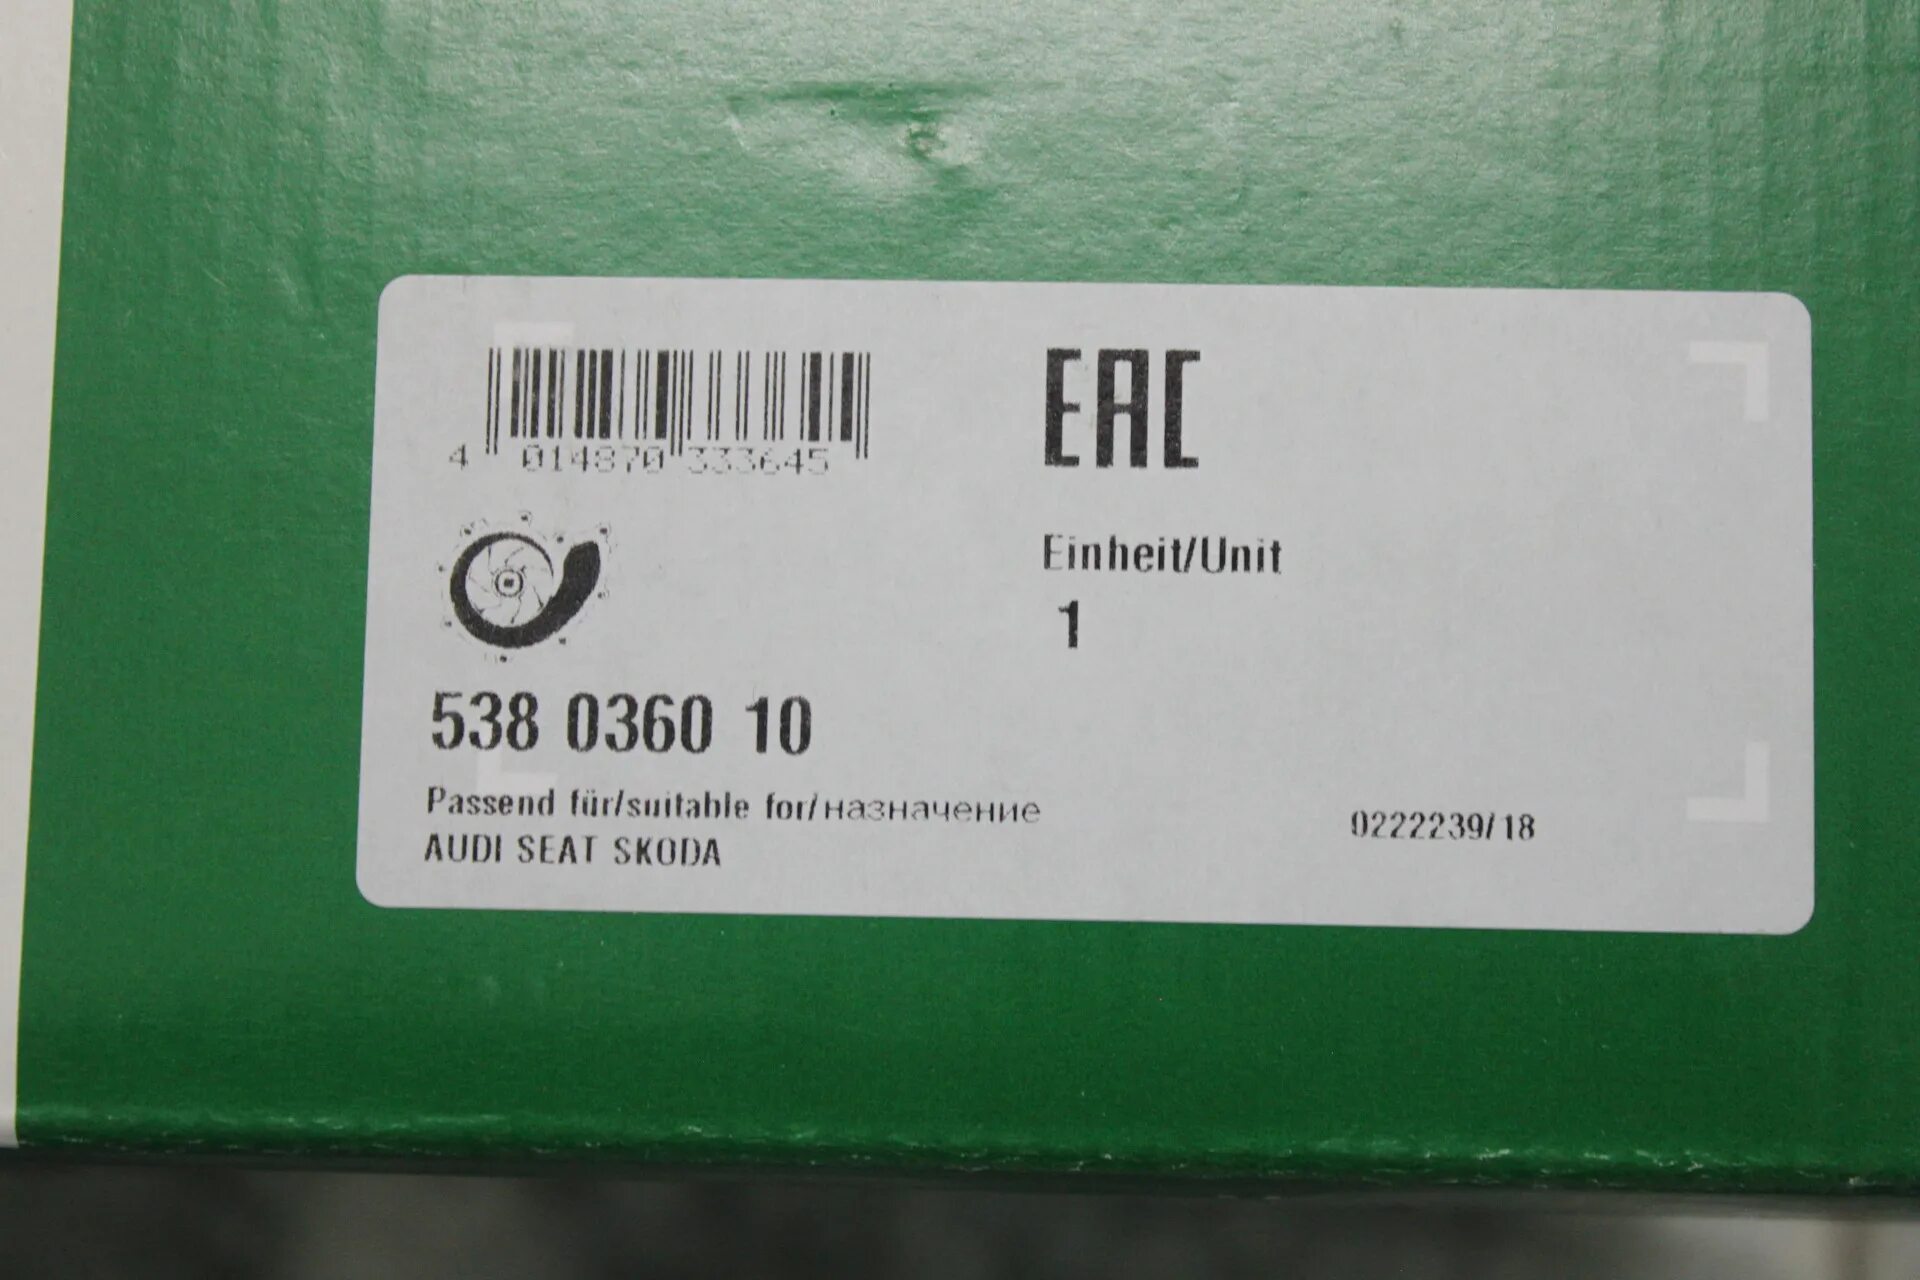 4 014870 333645
EAC
Einheit/Unit
1
538 0360 10
Passend für/suitable for/назначение
AUDI SEAT SKODA
0222239/18